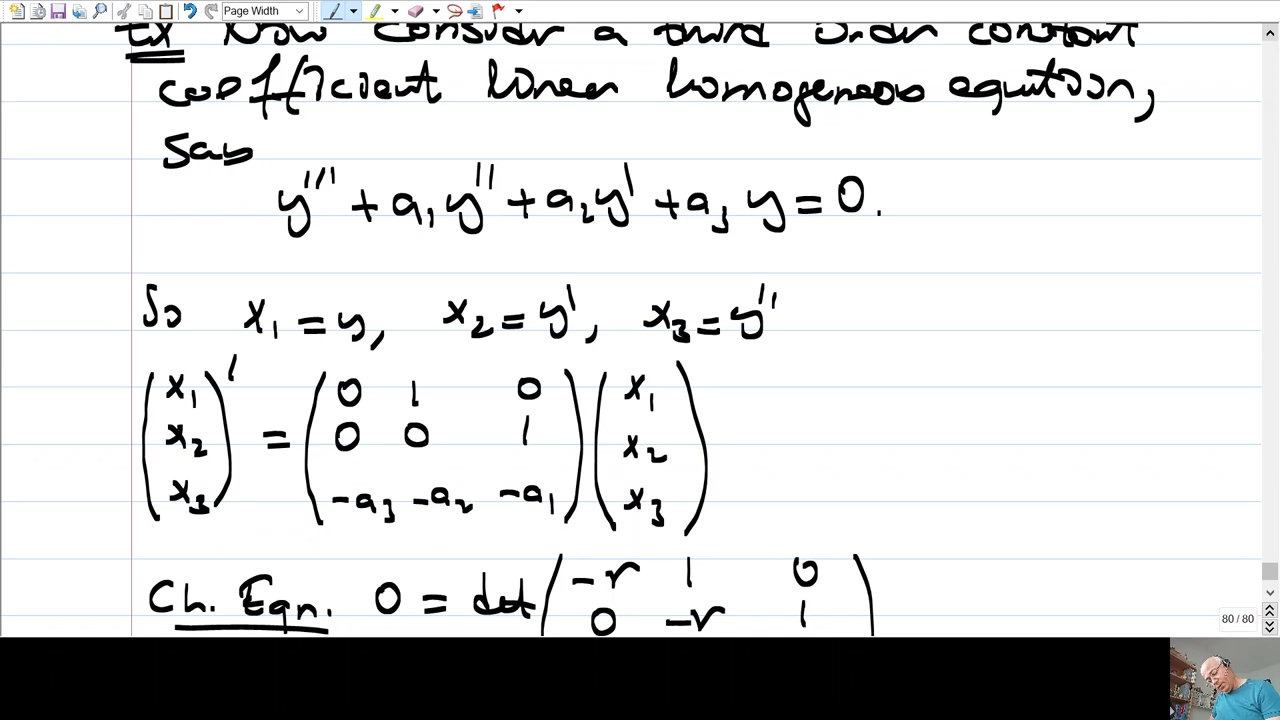 Page Width
Ex Now consider a third order constant
coefficient linear homogeneous equation,
say
y''' + a₁y'' + a₂y' + a₃ y = 0.
So x₁ = y, x₂ = y', x₃ = y''
(x₁ x₂ x₃)' = (0 1 0; 0 0 1; -a₃ -a₂ -a₁) (x₁ x₂ x₃)
Ch. Eqn. 0 = det (-r 1 0; 0 -r 1
80 / 80